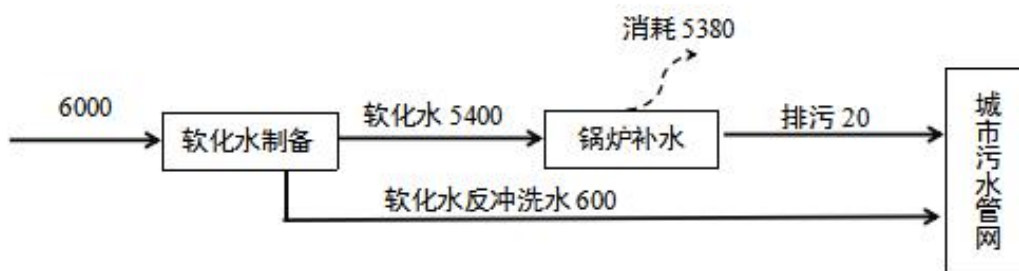 消耗 5380
6000
软化水制备
软化水 5400
锅炉补水
排污 20
软化水反冲洗水 600
城市污水管网